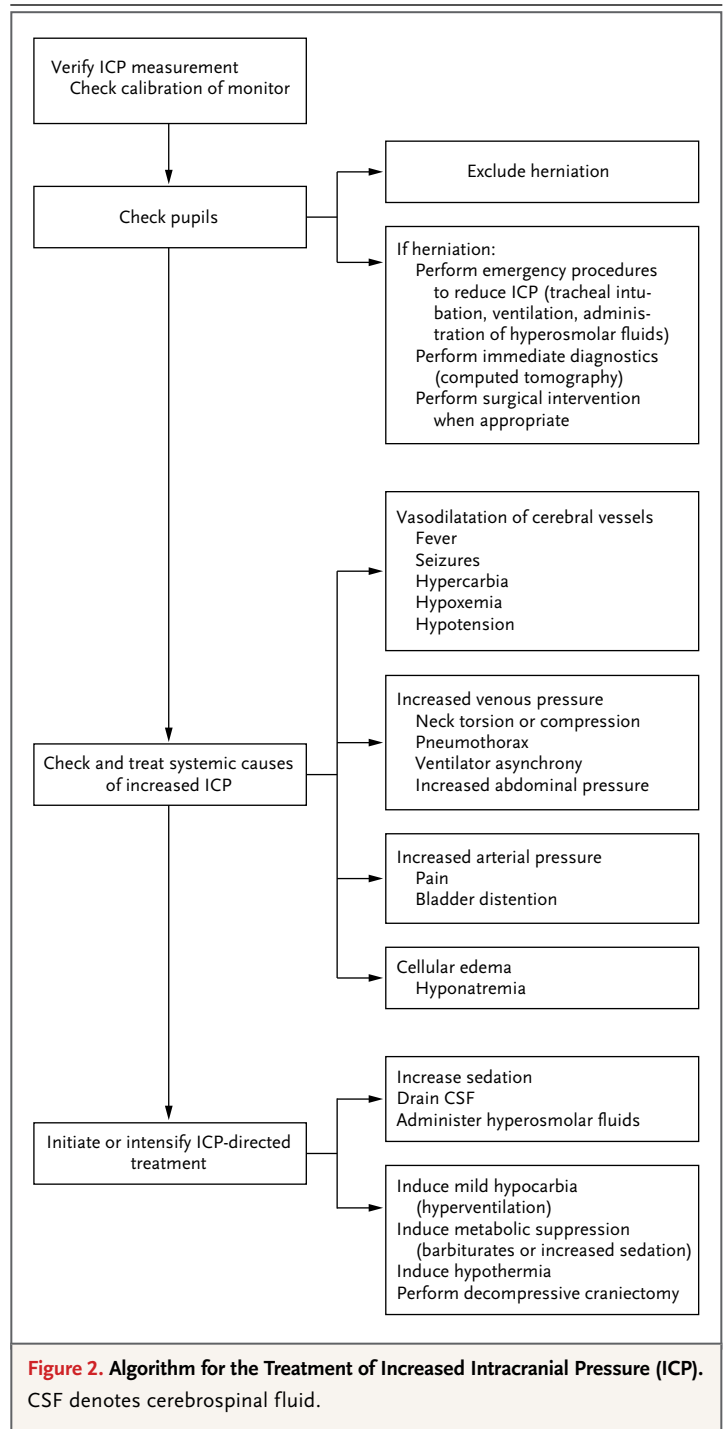 Verify ICP measurement
Check calibration of monitor
Check pupils
Exclude herniation
If herniation:
Perform emergency procedures
to reduce ICP (tracheal intu-
bation, ventilation, adminis-
tration of hyperosmolar fluids)
Perform immediate diagnostics
(computed tomography)
Perform surgical intervention
when appropriate
Check and treat systemic causes
of increased ICP
Vasodilatation of cerebral vessels
Fever
Seizures
Hypercarbia
Hypoxemia
Hypotension
Increased venous pressure
Neck torsion or compression
Pneumothorax
Ventilator asynchrony
Increased abdominal pressure
Increased arterial pressure
Pain
Bladder distention
Cellular edema
Hyponatremia
Initiate or intensify ICP-directed
treatment
Increase sedation
Drain CSF
Administer hyperosmolar fluids
Induce mild hypocarbia
(hyperventilation)
Induce metabolic suppression
(barbiturates or increased sedation)
Induce hypothermia
Perform decompressive craniectomy
Figure 2. Algorithm for the Treatment of Increased Intracranial Pressure (ICP).
CSF denotes cerebrospinal fluid.